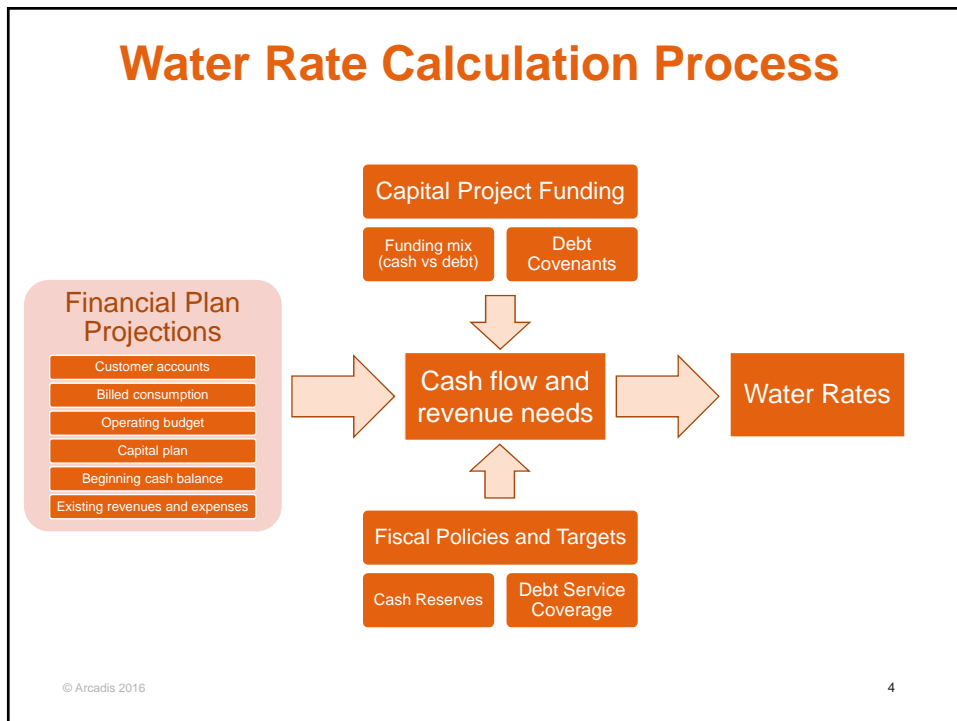 Water Rate Calculation Process
Capital Project Funding
Funding mix
(cash vs debt)
Debt
Covenants
Financial Plan
Projections
Customer accounts
Billed consumption
Operating budget
Capital plan
Beginning cash balance
Existing revenues and expenses
Cash flow and
revenue needs
Water Rates
Fiscal Policies and Targets
Cash Reserves
Debt Service
Coverage
© Arcadis 2016
4